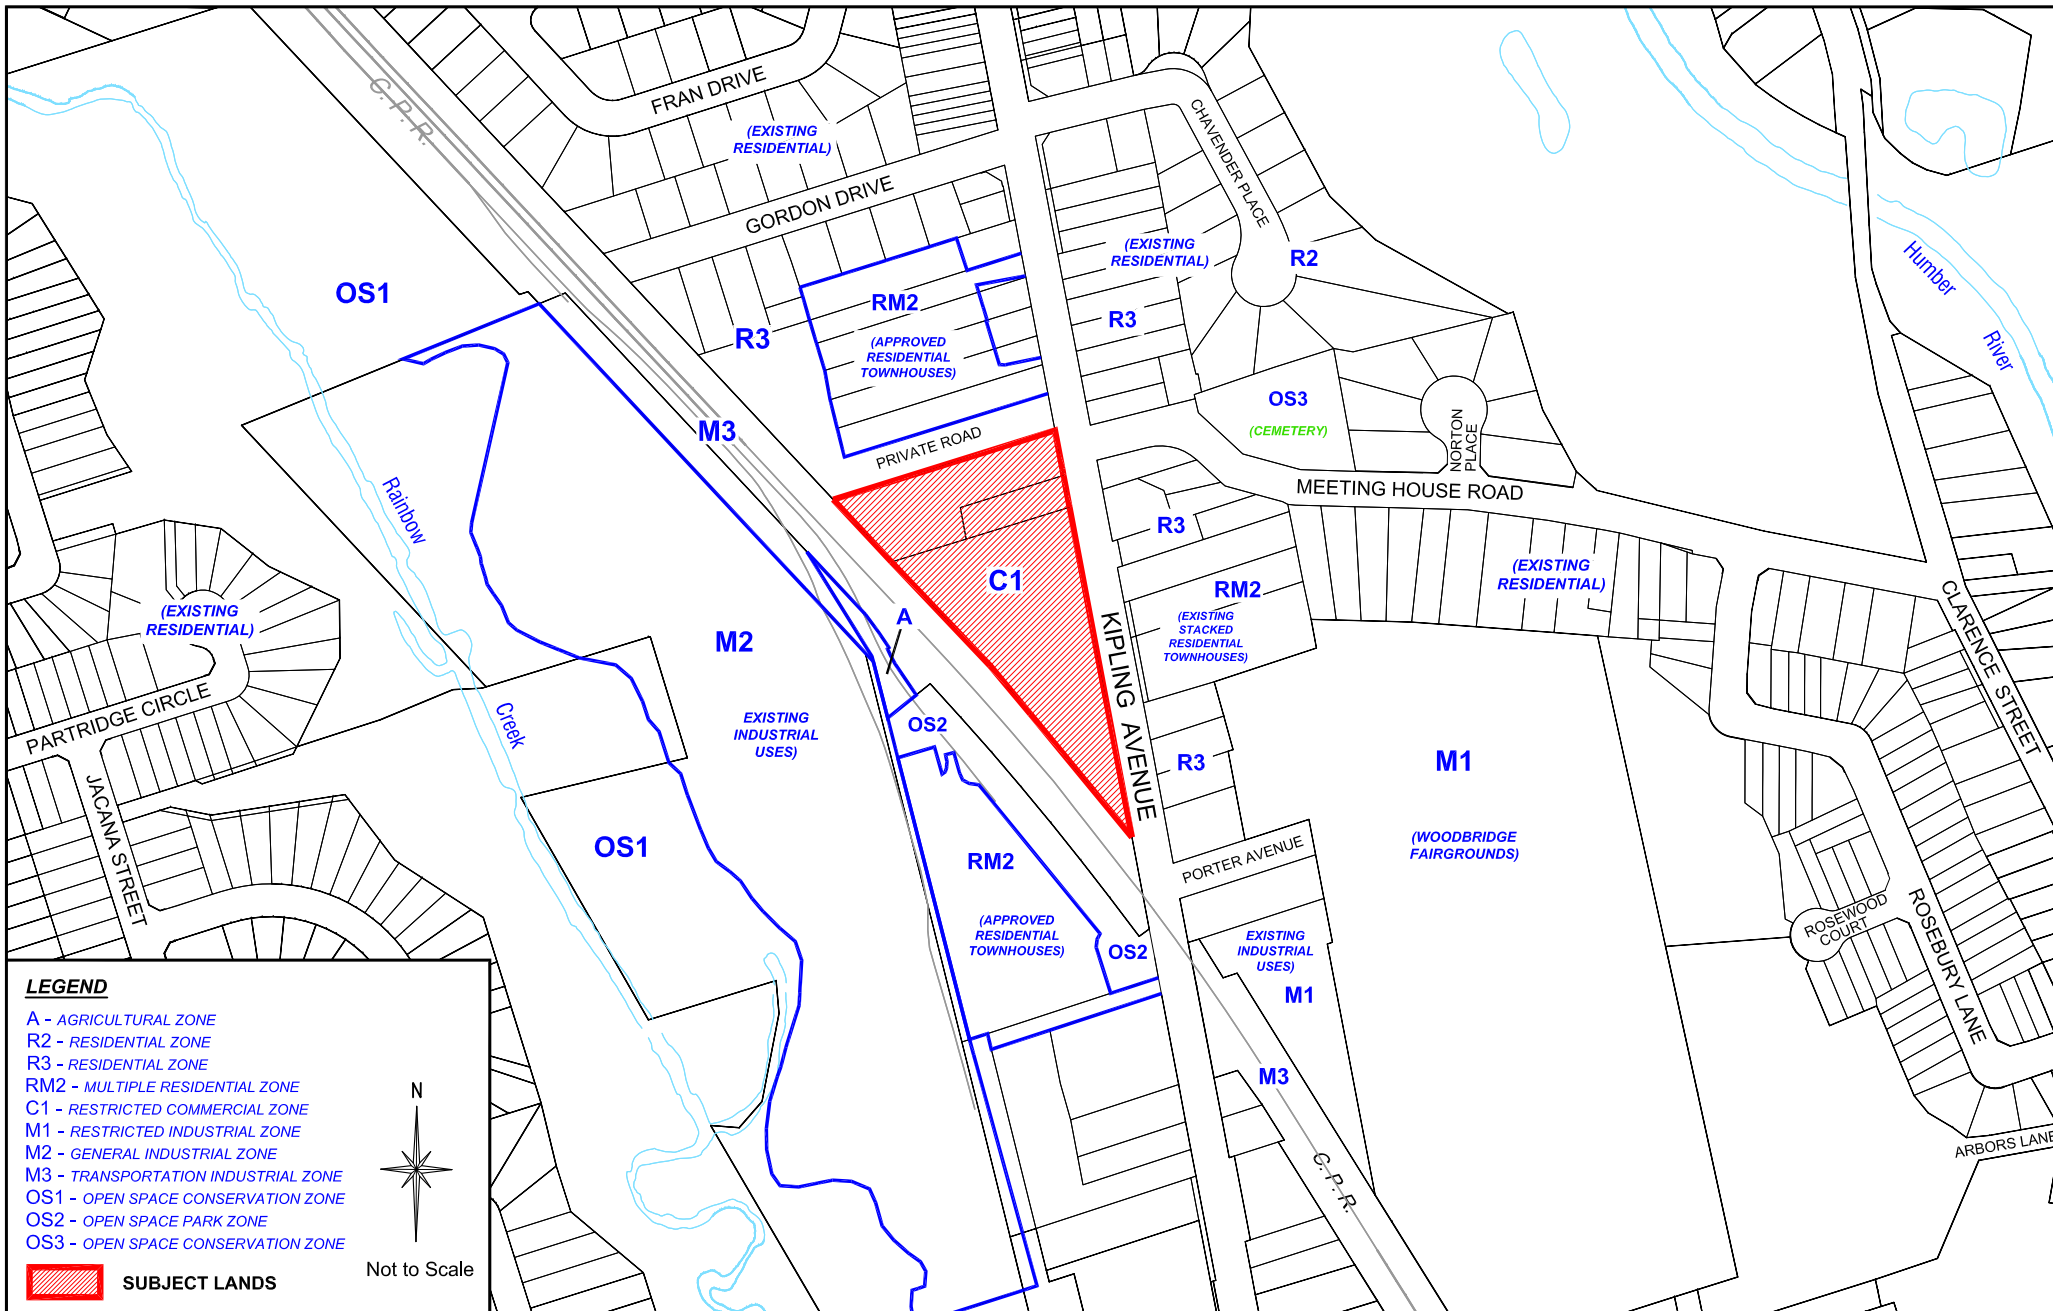 C.P.R.
FRAN DRIVE
(EXISTING
RESIDENTIAL)
GORDON DRIVE
CHAVENDER PLACE
(EXISTING
RESIDENTIAL)
R2
Humber
River
OS1
RM2
R3
(APPROVED
RESIDENTIAL
TOWNHOUSES)
R3
OS3
(CEMETERY)
NORTON
PLACE
M3
PRIVATE ROAD
MEETING HOUSE ROAD
Rainbow
Creek
R3
C1
RM2
(EXISTING
STACKED
RESIDENTIAL
TOWNHOUSES)
(EXISTING
RESIDENTIAL)
CLARENCE STREET
(EXISTING
RESIDENTIAL)
A
M2
KIPLING AVENUE
PARTRIDGE CIRCLE
EXISTING
INDUSTRIAL
USES)
OS2
R3
M1
(WOODBRIDGE
FAIRGROUNDS)
JACANA STREET
OS1
RM2
(APPROVED
RESIDENTIAL
TOWNHOUSES)
PORTER AVENUE
OS2
EXISTING
INDUSTRIAL
USES)
M1
ROSEWOOD
COURT
ROSEBURY LANE
M3
C.P.R.
ARBORS LANE
LEGEND
A - AGRICULTURAL ZONE
R2 - RESIDENTIAL ZONE
R3 - RESIDENTIAL ZONE
RM2 - MULTIPLE RESIDENTIAL ZONE
C1 - RESTRICTED COMMERCIAL ZONE
M1 - RESTRICTED INDUSTRIAL ZONE
M2 - GENERAL INDUSTRIAL ZONE
M3 - TRANSPORTATION INDUSTRIAL ZONE
OS1 - OPEN SPACE CONSERVATION ZONE
OS2 - OPEN SPACE PARK ZONE
OS3 - OPEN SPACE CONSERVATION ZONE
SUBJECT LANDS
N
Not to Scale